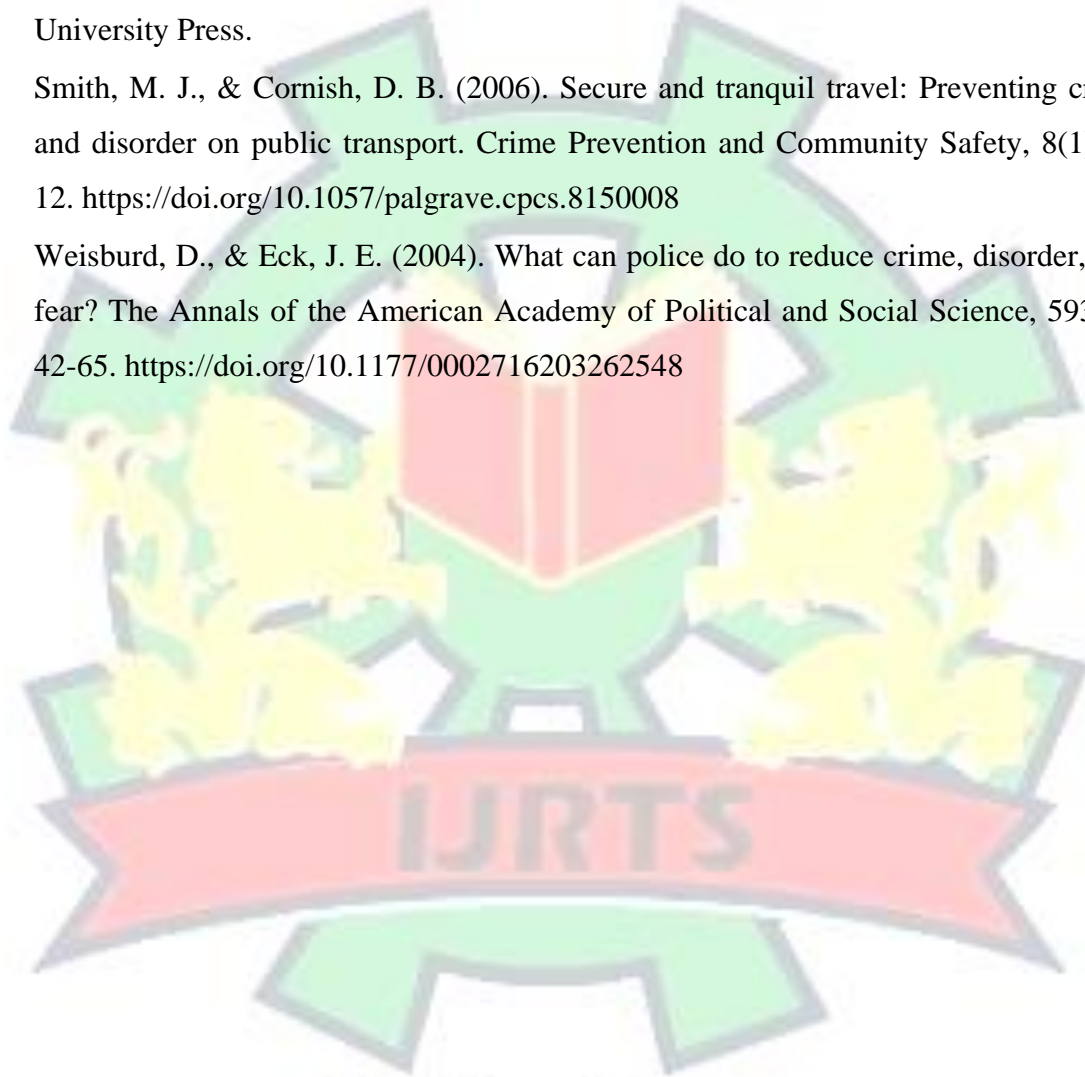 University Press.
Smith, M. J., & Cornish, D. B. (2006). Secure and tranquil travel: Preventing
and disorder on public transport. Crime Prevention and Community Safety, 8(1
12. https://doi.org/10.1057/palgrave.cpcs.8150008
Weisburd, D., & Eck, J. E. (2004). What can police do to reduce crime, disorder,
fear? The Annals of the American Academy of Political and Social Science, 593
42-65. https://doi.org/10.1177/0002716203262548
IJRTS